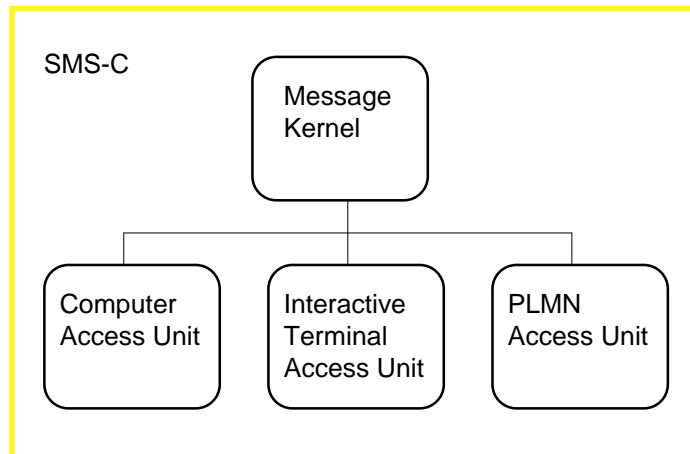 SMS-C
Message
Kernel
Computer
Access Unit
Interactive
Terminal
Access Unit
PLMN
Access Unit